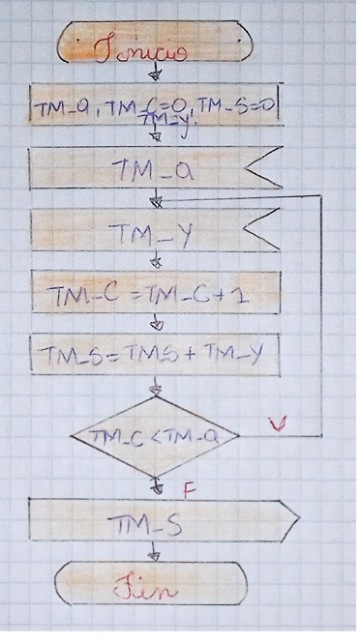 Inicio
TM_a, TM_C=0, TM_S=0
TM_y.
TM_a
TM_Y
TM_C = TM_C+1
TM_S = TMS + TM_Y
TM_C < TM_a
V
F
TM_S
Fin